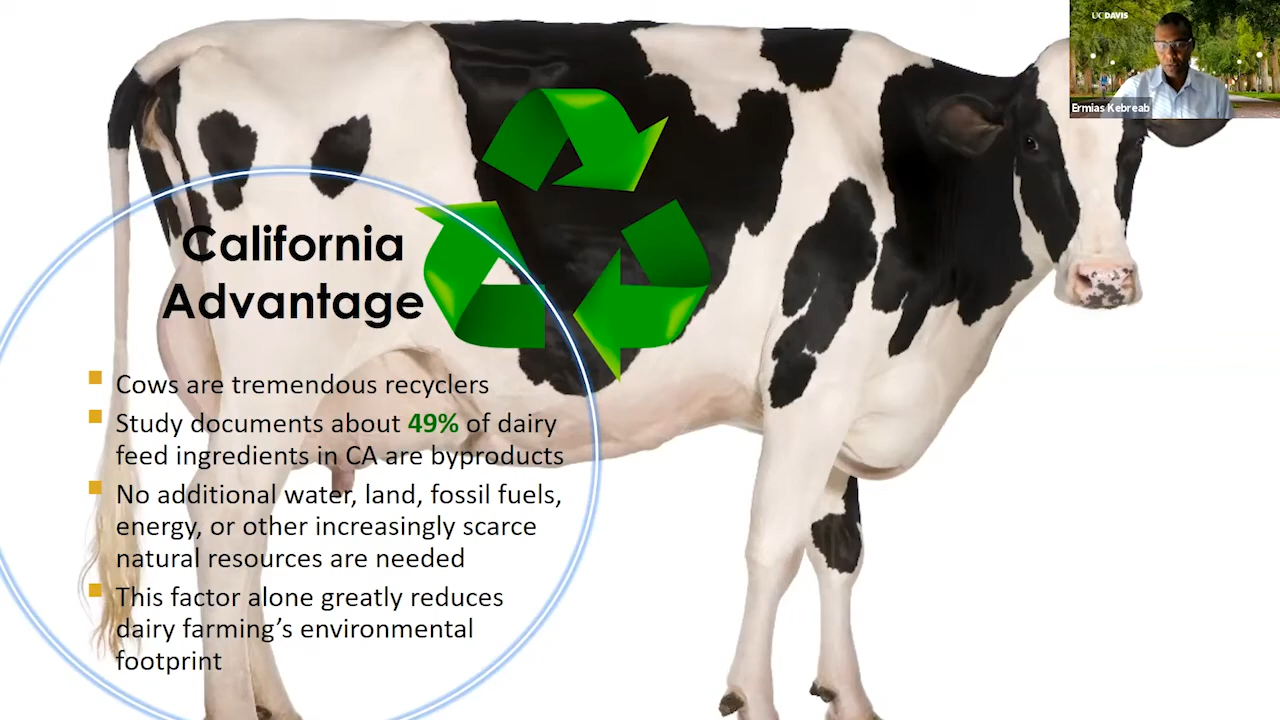 UCDAVIS
Ermias Kebreab
California
Advantage
Cows are tremendous recyclers
Study documents about 49% of dairy
feed ingredients in CA are byproducts
No additional water, land, fossil fuels,
energy, or other increasingly scarce
natural resources are needed
This factor alone greatly reduces
dairy farming’s environmental
footprint